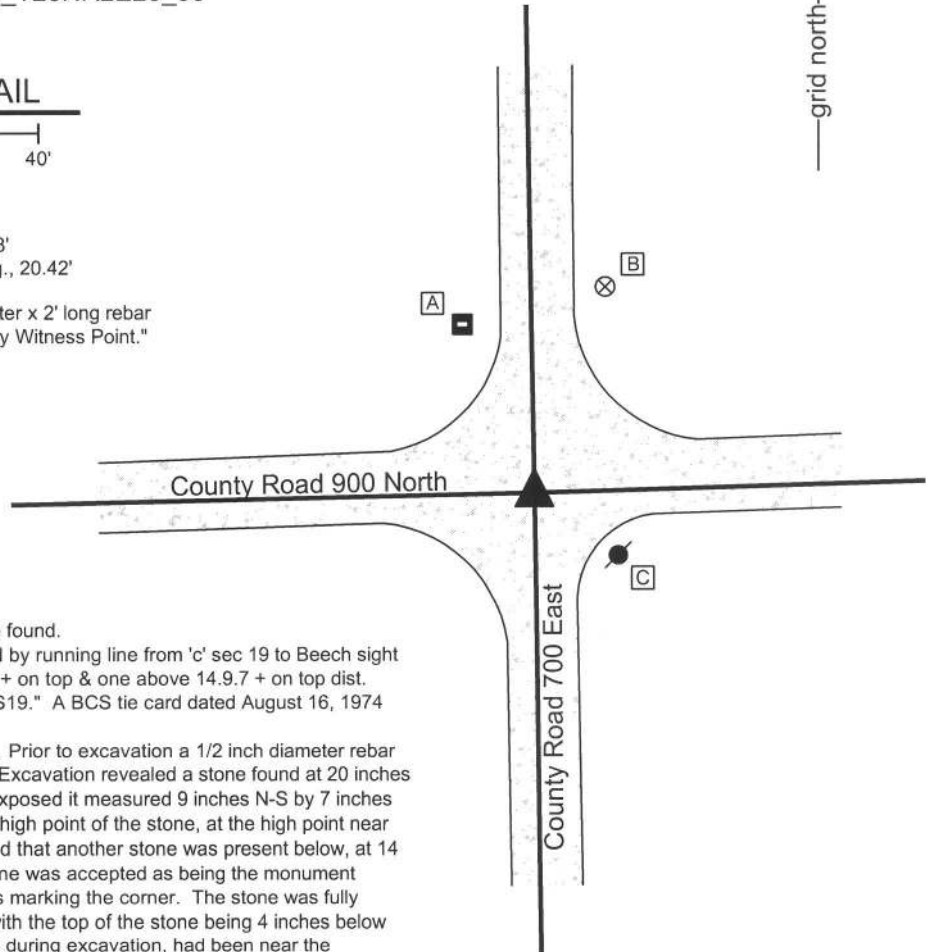 AIL
40'
grid north
3'
., 20.42'
ter x 2' long rebar
y Witness Point."
A
B
County Road 900 North
C
County Road 700 East
found.
by running line from 'c' sec 19 to Beech sight
+ on top & one above 14.9.7 + on top dist.
S19." A BCS tie card dated August 16, 1974
Prior to excavation a 1/2 inch diameter rebar
Excavation revealed a stone found at 20 inches
xposed it measured 9 inches N-S by 7 inches
high point of the stone, at the high point near
d that another stone was present below, at 14
ne was accepted as being the monument
s marking the corner. The stone was fully
with the top of the stone being 4 inches below
during excavation, had been near the